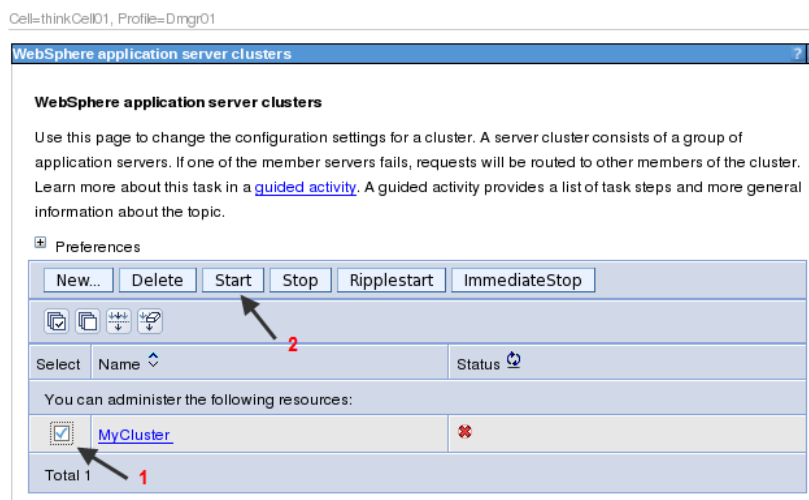 Cell=thinkCell01, Profile=Dmgr01
WebSphere application server clusters ?
WebSphere application server clusters
Use this page to change the configuration settings for a cluster. A server cluster consists of a group of
application servers. If one of the member servers fails, requests will be routed to other members of the cluster.
Learn more about this task in a guided activity. A guided activity provides a list of task steps and more general
information about the topic.
Preferences
New... Delete Start Stop Ripplestart ImmediateStop
2
Select Name Status
You can administer the following resources:
MyCluster
Total 1 1